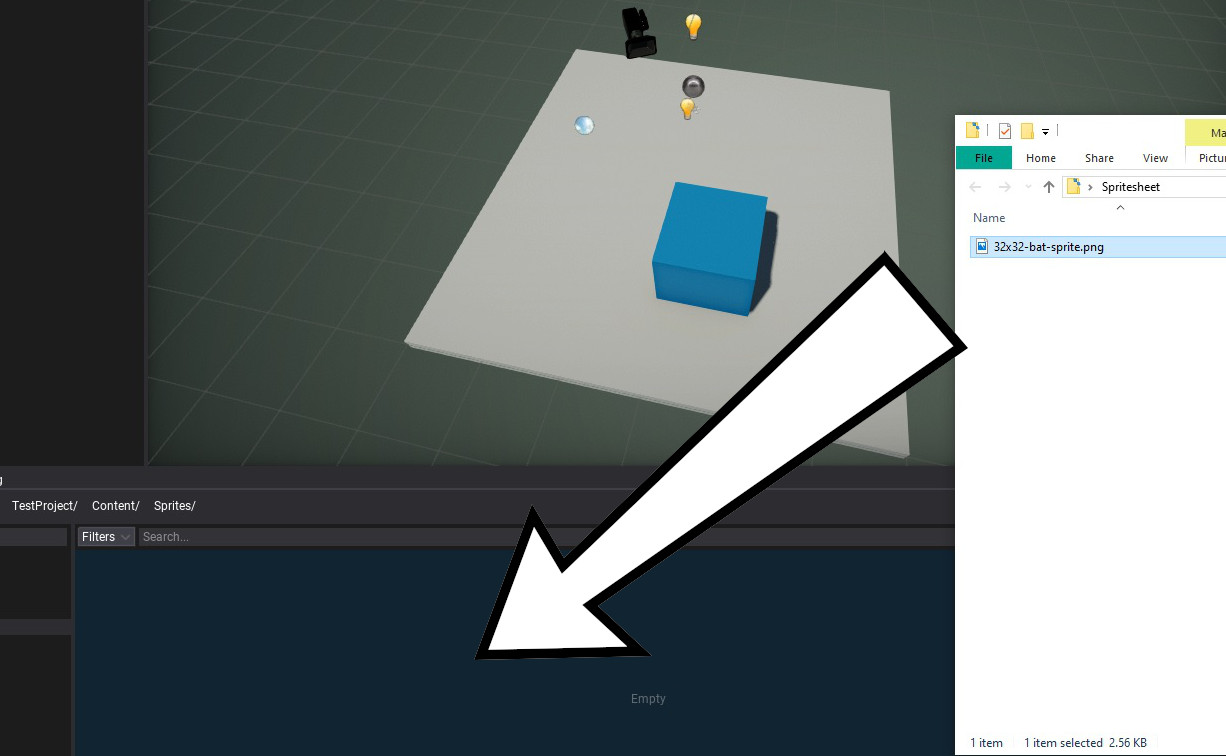 Ma
File Home Share View Pictur
Spritesheet
Name
32x32-bat-sprite.png
g
TestProject/ Content/ Sprites/
Filters Search...
Empty
1 item 1 item selected 2.56 KB